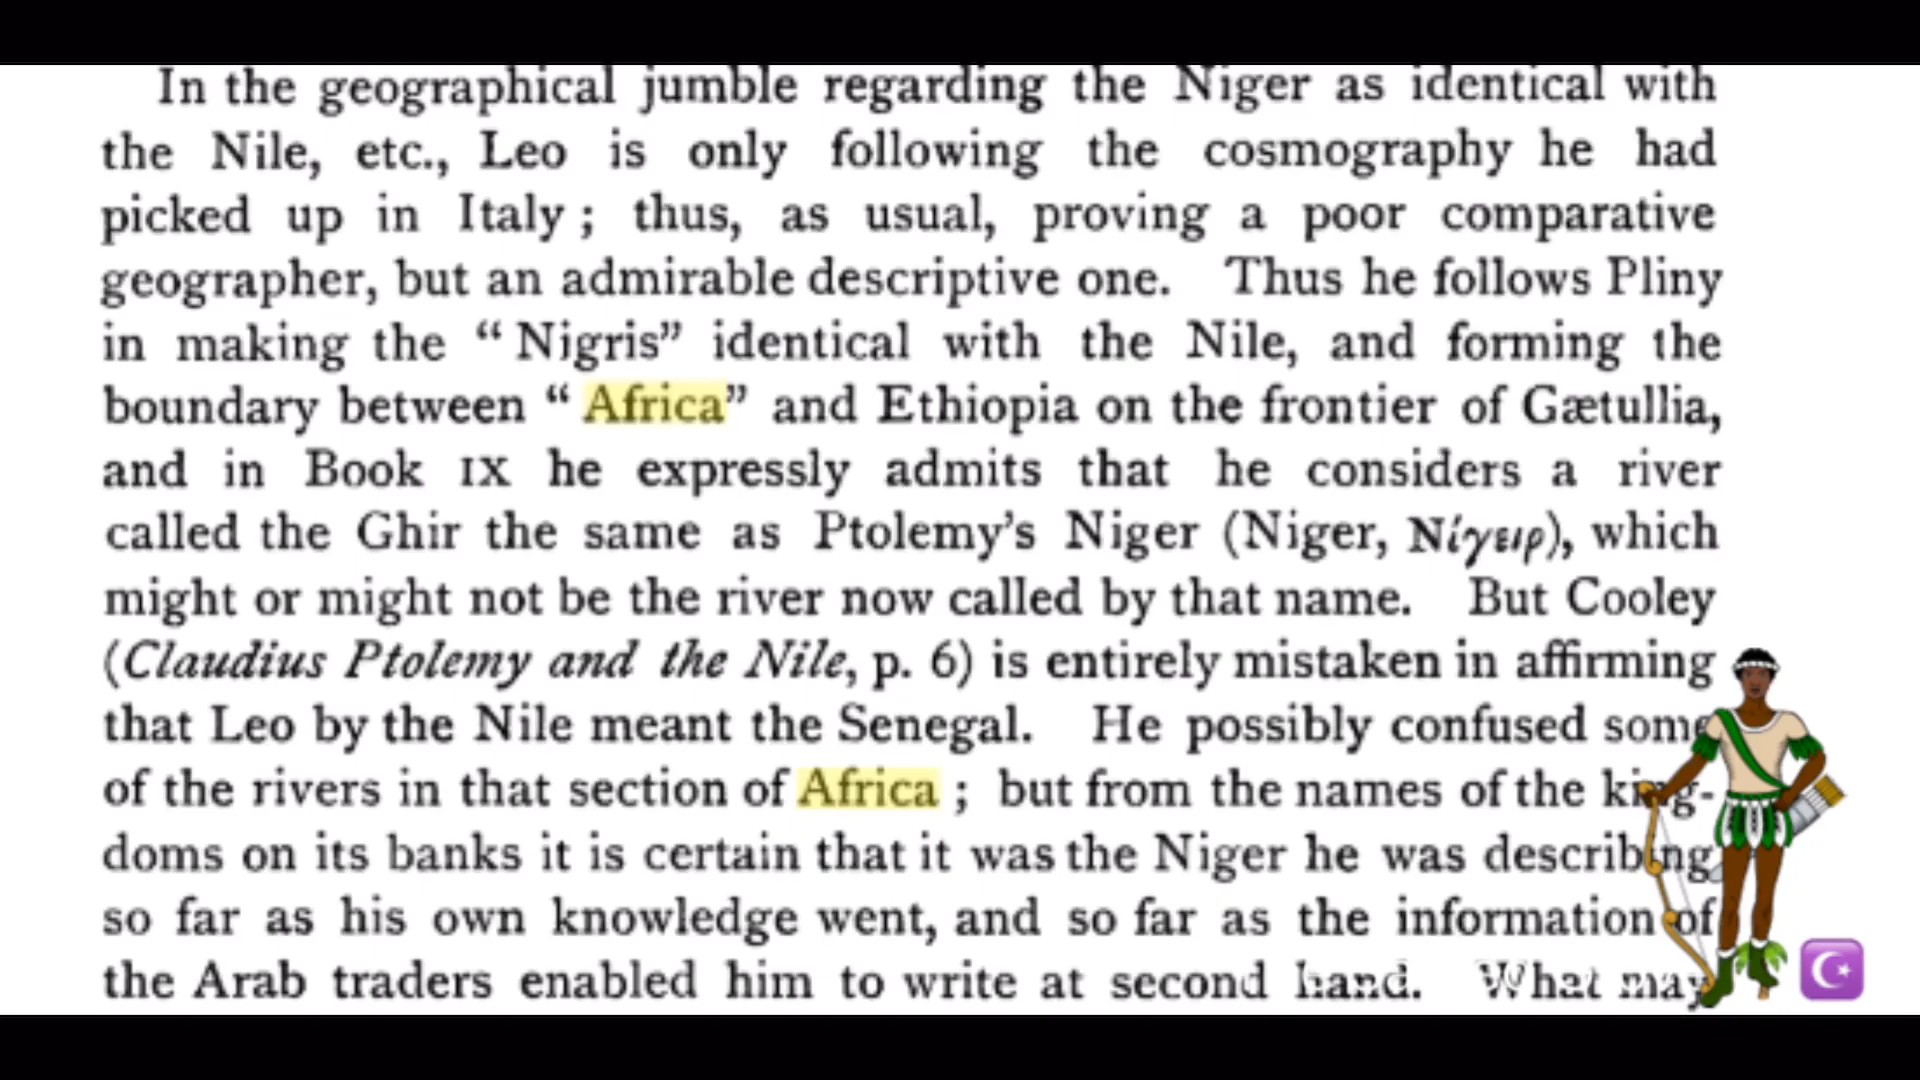 In the geographical jumble regarding the Niger as identical with
the Nile, etc., Leo is only following the cosmography he had
picked up in Italy ; thus, as usual, proving a poor comparative
geographer, but an admirable descriptive one. Thus he follows Pliny
in making the “ Nigris” identical with the Nile, and forming the
boundary between “ Africa” and Ethiopia on the frontier of Gætullia,
and in Book IX he expressly admits that he considers a river
called the Ghir the same as Ptolemy’s Niger (Niger, Νίγειρ), which
might or might not be the river now called by that name. But Cooley
(Claudius Ptolemy and the Nile, p. 6) is entirely mistaken in affirming
that Leo by the Nile meant the Senegal. He possibly confused some
of the rivers in that section of Africa ; but from the names of the king-
doms on its banks it is certain that it was the Niger he was describing
so far as his own knowledge went, and so far as the information of
the Arab traders enabled him to write at second hand. What may